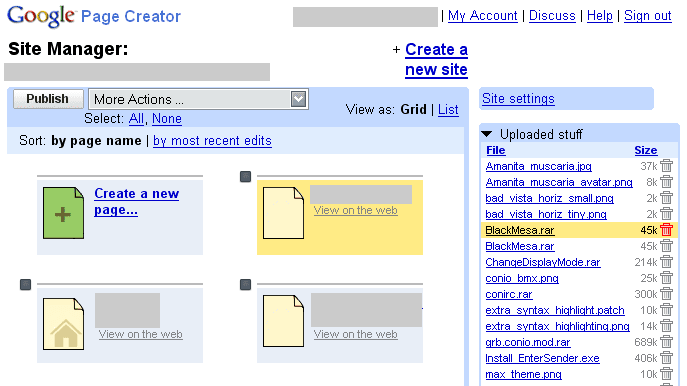 Google Page Creator
| My Account | Discuss | Help | Sign out
Site Manager:
+ Create a
new site
Publish
More Actions ...
Select: All, None
View as: Grid | List
Sort: by page name | by most recent edits
Create a new
page...
View on the web
View on the web
View on the web
Site settings
Uploaded stuff
File Size
Amanita_muscaria.jpg 37k
Amanita_muscaria_avatar.png 8k
bad_vista_horiz_small.png 2k
bad_vista_horiz_tiny.png 2k
BlackMesa.rar 45k
BlackMesa.rar 45k
ChangeDisplayMode.rar 214k
conio_bmx.png 25k
conirc.rar 300k
extra_syntax_highlight.patch 10k
extra_syntax_highlighting.png 14k
grb.conio.mod.rar 689k
Install_EnterSender.exe 406k
max_theme.png 10k